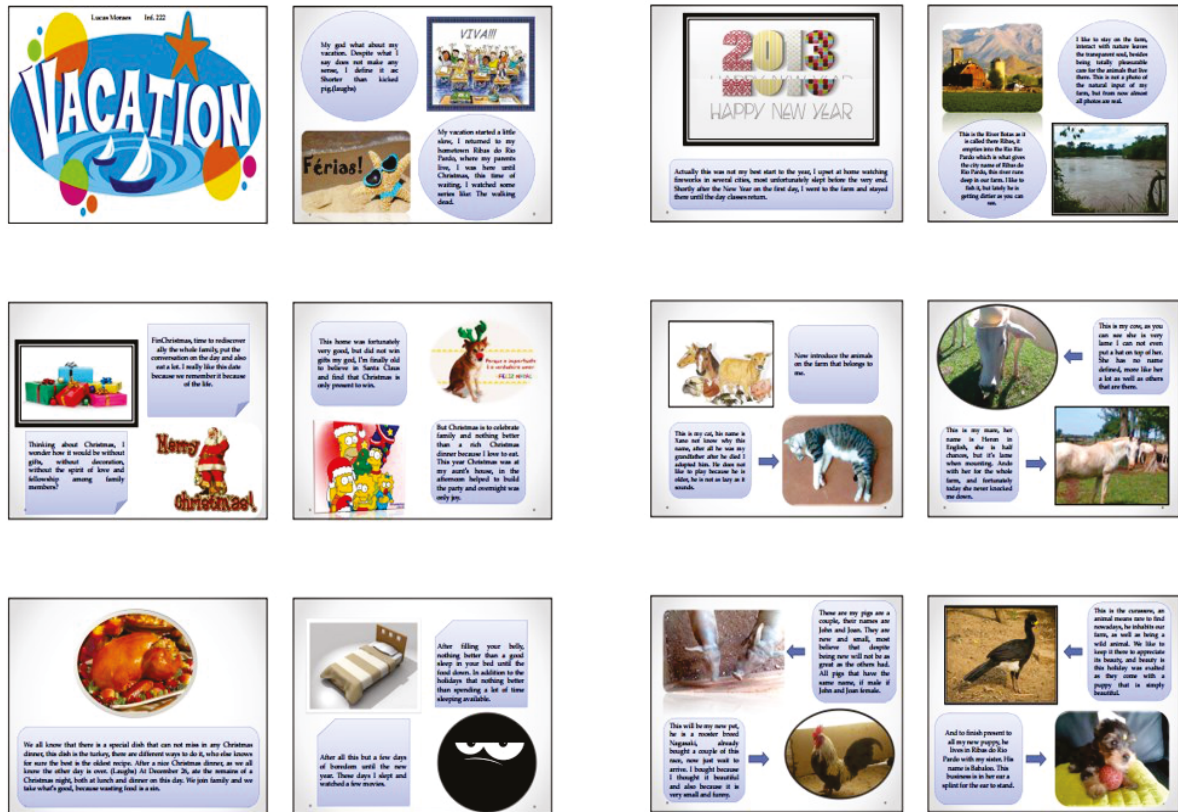 Lucas Moraes Inf. 222
VACATION
My god what about my
vacation. Despite what I
say does not make any
sense, I define it as:
Shorter than kicked
pig.(laughs)
VIVA!!!
Férias!
My vacation started a little
slow, I returned to my
hometown Ribas do Rio
Pardo, where my parents
live, I was here until
Christmas, this time of
waiting, I watched some
series like: The walking
dead.
2013
HAPPY NEW YEAR
Actually this was not my best start to the year, I upset at home watching
fireworks in several cities, most unfortunately slept before the very end.
Shortly after the New Year on the first day, I went to the farm and stayed
there until the day classes return.
I like to stay on the farm,
interact with nature leaves
the transparent soul, besides
being totally pleasurable
care for the animals that live
there. This is not a photo of
the natural input of my
farm, but from now almost
all photos are real.
This is the River Botas as it
is called there Ribas, it
empties into the Rio Rio
Pardo which is what gives
the city name of Ribas do
Rio Pardo, this river runs
deep in our farm. I like to
fish it, but lately he is
getting dirtier as you can
see.
FinChristmas, time to rediscover
ally the whole family, put the
conversation on the day and also
eat a lot. I really like this date
because we remember it because
of the life.
Thinking about Christmas, I
wonder how it would be without
gifts, without decoration,
without the spirit of love and
fellowship among family
members?
Merry
Christmas!
This home was fortunately
very good, but did not win
gifts my god, I'm finally old
to believe in Santa Claus
and find that Christmas is
only present to win.
Porque o importante
é o verdadeiro amor
FELIZ NATAL
But Christmas is to celebrate
family and nothing better
than a rich Christmas
dinner because I love to eat.
This year Christmas was at
my aunt's house, in the
afternoon helped to build
the party and overnight was
only joy.
Now introduce the animals
on the farm that belongs to
me.
This is my cat, his name is
Xano not know why this
name, after all he was my
grandfather after he died I
adopted him. He does not
like to play because he is
older, he is not as lazy as it
sounds.
This is my cow, as you
can see she is very
lame I can not even
put a hat on top of her.
She has no name
defined, more like her
a lot as well as others
that are there.
This is my mare, her
name is Heron in
English, she is half
chances, but it's lame
when mounting. Ando
with her for the whole
farm, and fortunately
today she never knocked
me down.
We all know that there is a special dish that can not miss in any Christmas
dinner, this dish is the turkey, there are different ways to do it, who else knows
for sure the best is the oldest recipe. After a nice Christmas dinner, as we all
know the other day is over. (Laughs) At December 26, ate the remains of a
Christmas night, both at lunch and dinner on this day. We join family and we
take what's good, because wasting food is a sin.
After filling your belly,
nothing better than a good
sleep in your bed until the
food down. In addition to the
holidays that nothing better
than spending a lot of time
sleeping available.
After all this but a few days
of boredom until the new
year. These days I slept and
watched a few movies.
These are my pigs are a
couple, their names are
John and Joan. They are
new and small, most
believe that despite
being new will not be as
great as the others had.
All pigs that have the
same name, if male if
John and Joan female.
This will be my new pet,
he is a rooster breed
Nagasaki, already
bought a couple of this
race, now just wait to
arrive. I bought because
I thought it beautiful
and also because it is
very small and funny.
This is the curassow, an
animal means rare to find
nowadays, he inhabits our
farm, as well as being a
wild animal. We like to
keep it there to appreciate
its beauty, and beauty is
this holiday was exalted
as they come with a
puppy that is simply
beautiful.
And to finish present to
all my new puppy, he
lives in Ribas do Rio
Pardo with my sister. His
name is Babalon. This
business is in her ear a
splint for the ear to stand.